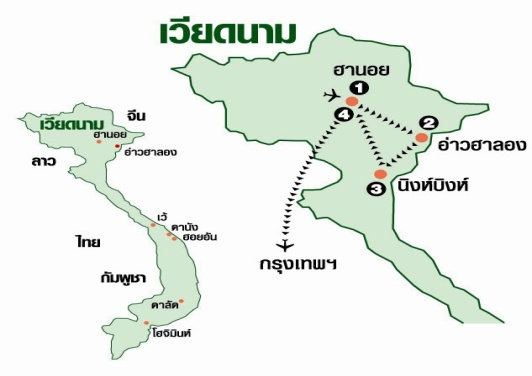 เวียดนาม
ฮานอย
1
4
2
อ่าวฮาลอง
3
นิงห์บิงห์
กรุงเทพฯ
จีน
เวียดนาม
ฮานอย
อ่าวฮาลอง
ลาว
เว้
ดานัง
ฮอยอัน
ไทย
กัมพูชา
ดาลัด
โฮจิมินท์